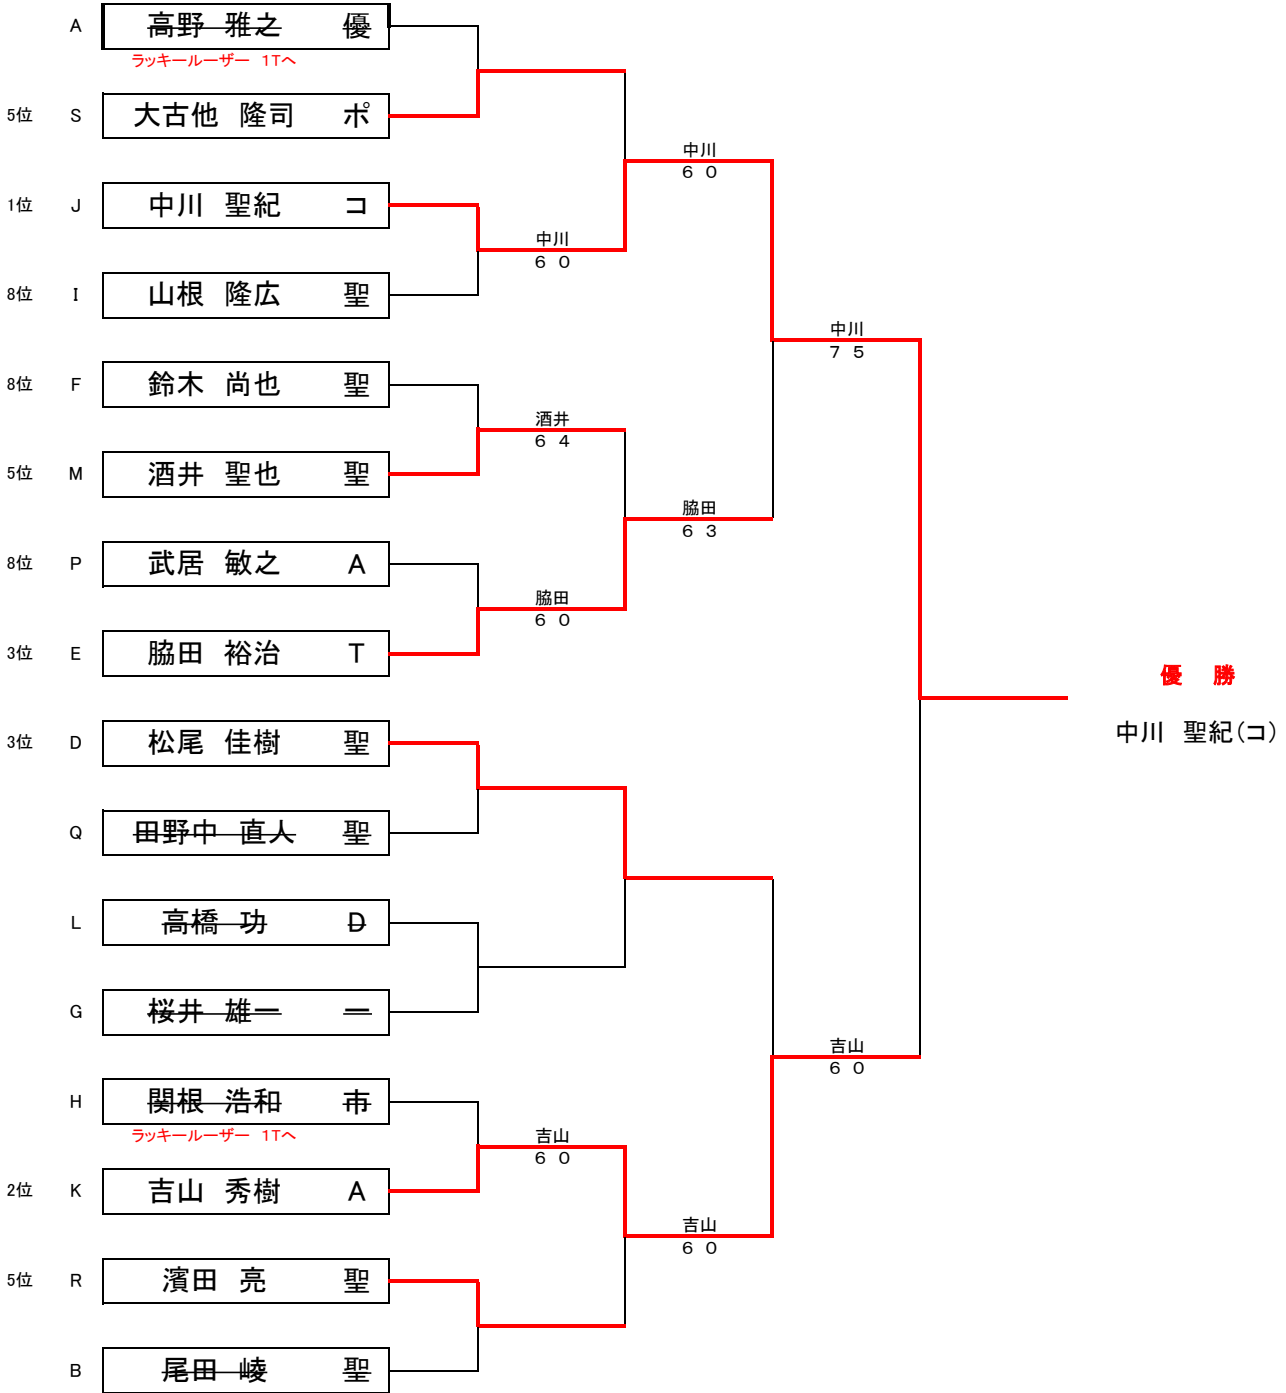 A 高野 雅之 優
ラッキールーザー 1Tへ
5位 S 大古他 隆司 ポ
中川
6 0
1位 J 中川 聖紀 コ
中川
6 0
8位 I 山根 隆広 聖
中川
7 5
8位 F 鈴木 尚也 聖
酒井
6 4
5位 M 酒井 聖也 聖
脇田
6 3
8位 P 武居 敏之 A
脇田
6 0
3位 E 脇田 裕治 T
優 勝
中川 聖紀(コ)
3位 D 松尾 佳樹 聖
Q 田野中 直人 聖
L 高橋 功 D
G 桜井 雄一 一
吉山
6 0
H 関根 浩和 市
ラッキールーザー 1Tへ
吉山
6 0
2位 K 吉山 秀樹 A
吉山
6 0
5位 R 濱田 亮 聖
B 尾田 崚 聖